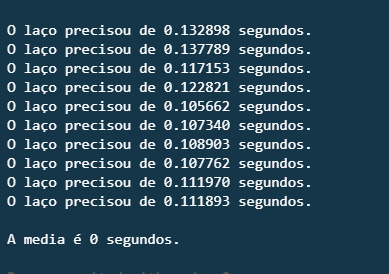 O laço precisou de 0.132898 segundos.
O laço precisou de 0.137789 segundos.
O laço precisou de 0.117153 segundos.
O laço precisou de 0.122821 segundos.
O laço precisou de 0.105662 segundos.
O laço precisou de 0.107340 segundos.
O laço precisou de 0.108903 segundos.
O laço precisou de 0.107762 segundos.
O laço precisou de 0.111970 segundos.
O laço precisou de 0.111893 segundos.
A media é 0 segundos.